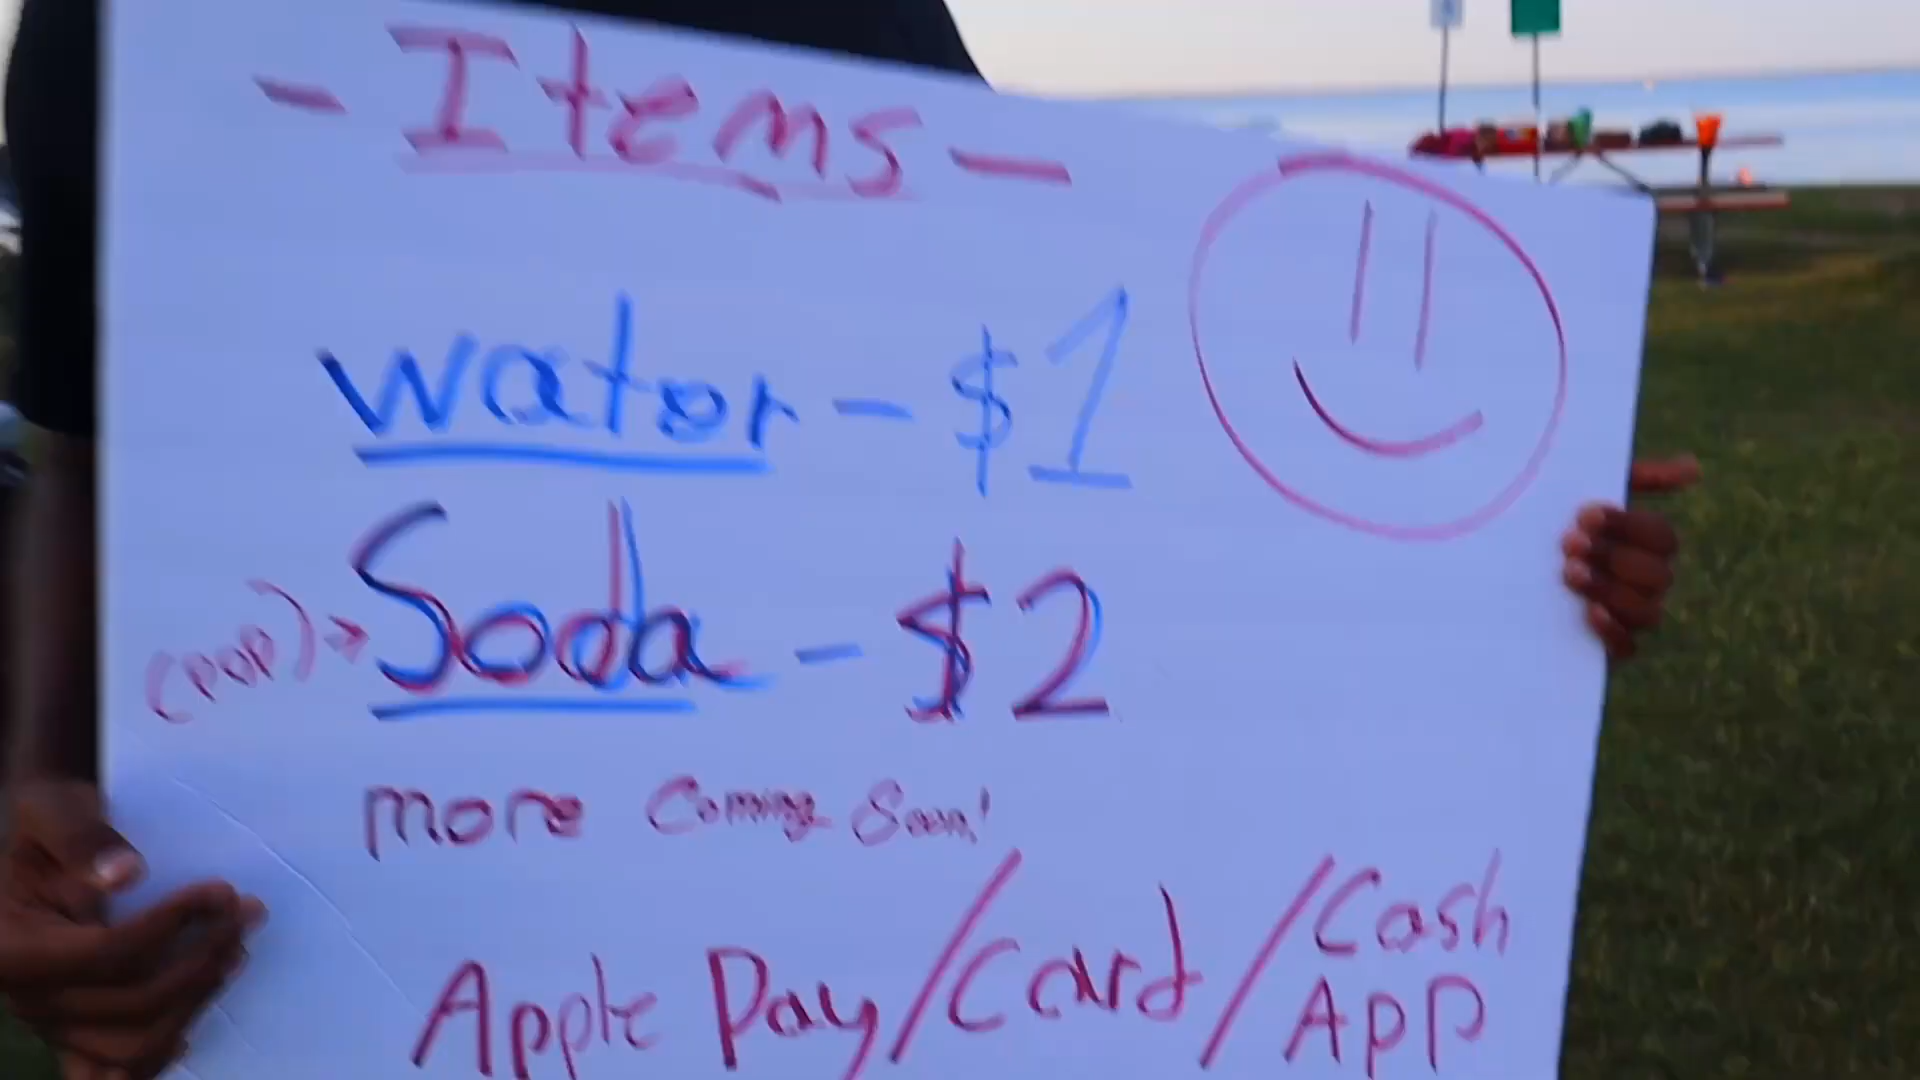 - Items -
water - $1
(POP) → Soda - $2
more Coming Soon!
Apple Pay/Card/Cash APP